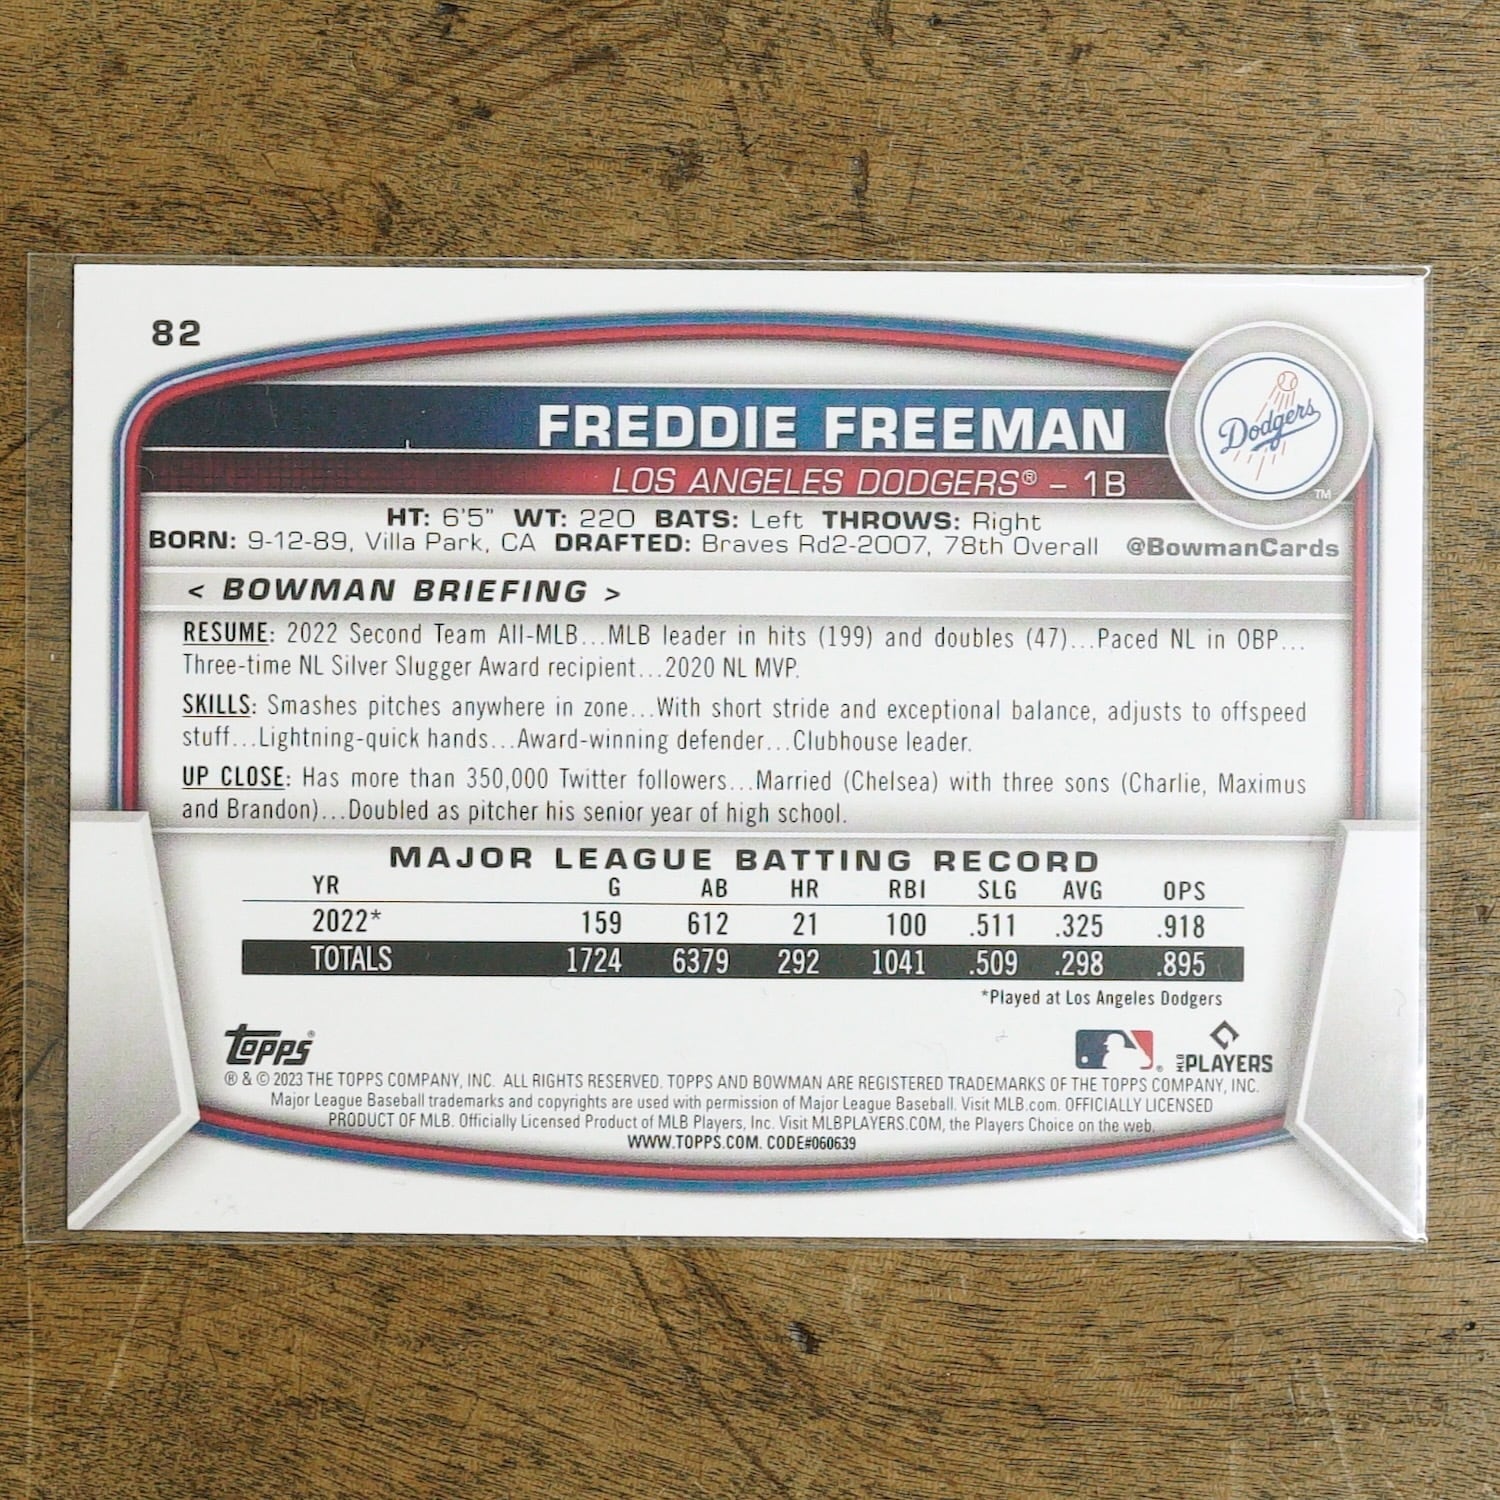 82
FREDDIE FREEMAN
LOS ANGELES DODGERS® – 1B
Dodgers
TM
HT: 6'5" WT: 220 BATS: Left THROWS: Right
BORN: 9-12-89, Villa Park, CA DRAFTED: Braves Rd2-2007, 78th Overall @BowmanCards
< BOWMAN BRIEFING >
RESUME: 2022 Second Team All-MLB...MLB leader in hits (199) and doubles (47)...Paced NL in OBP...
Three-time NL Silver Slugger Award recipient...2020 NL MVP.
SKILLS: Smashes pitches anywhere in zone...With short stride and exceptional balance, adjusts to offspeed
stuff...Lightning-quick hands...Award-winning defender...Clubhouse leader.
UP CLOSE: Has more than 350,000 Twitter followers...Married (Chelsea) with three sons (Charlie, Maximus
and Brandon)...Doubled as pitcher his senior year of high school.
MAJOR LEAGUE BATTING RECORD
YR G AB HR RBI SLG AVG OPS
2022* 159 612 21 100 .511 .325 .918
TOTALS 1724 6379 292 1041 .509 .298 .895
*Played at Los Angeles Dodgers
TOPPS® ® MLB PLAYERS
® & © 2023 THE TOPPS COMPANY, INC. ALL RIGHTS RESERVED. TOPPS AND BOWMAN ARE REGISTERED TRADEMARKS OF THE TOPPS COMPANY, INC.
Major League Baseball trademarks and copyrights are used with permission of Major League Baseball. Visit MLB.com. OFFICIALLY LICENSED
PRODUCT OF MLB. Officially Licensed Product of MLB Players, Inc. Visit MLBPLAYERS.COM, the Players Choice on the web.
WWW.TOPPS.COM. CODE#060639